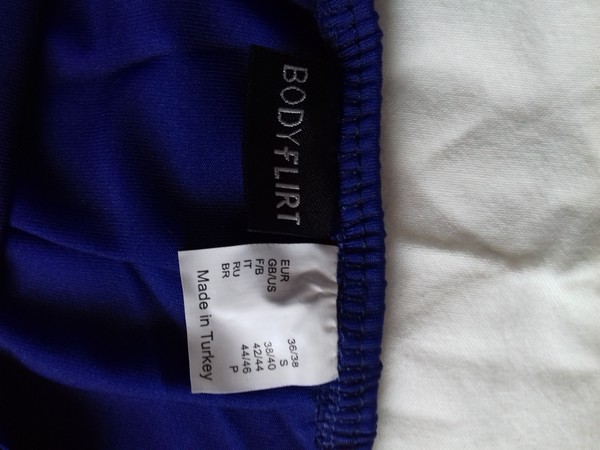 BODYFLIRT
EUR 36/38
GB/US S
F/B 38/40
IT 42/44
RU 44/46
BR P
Made in Turkey